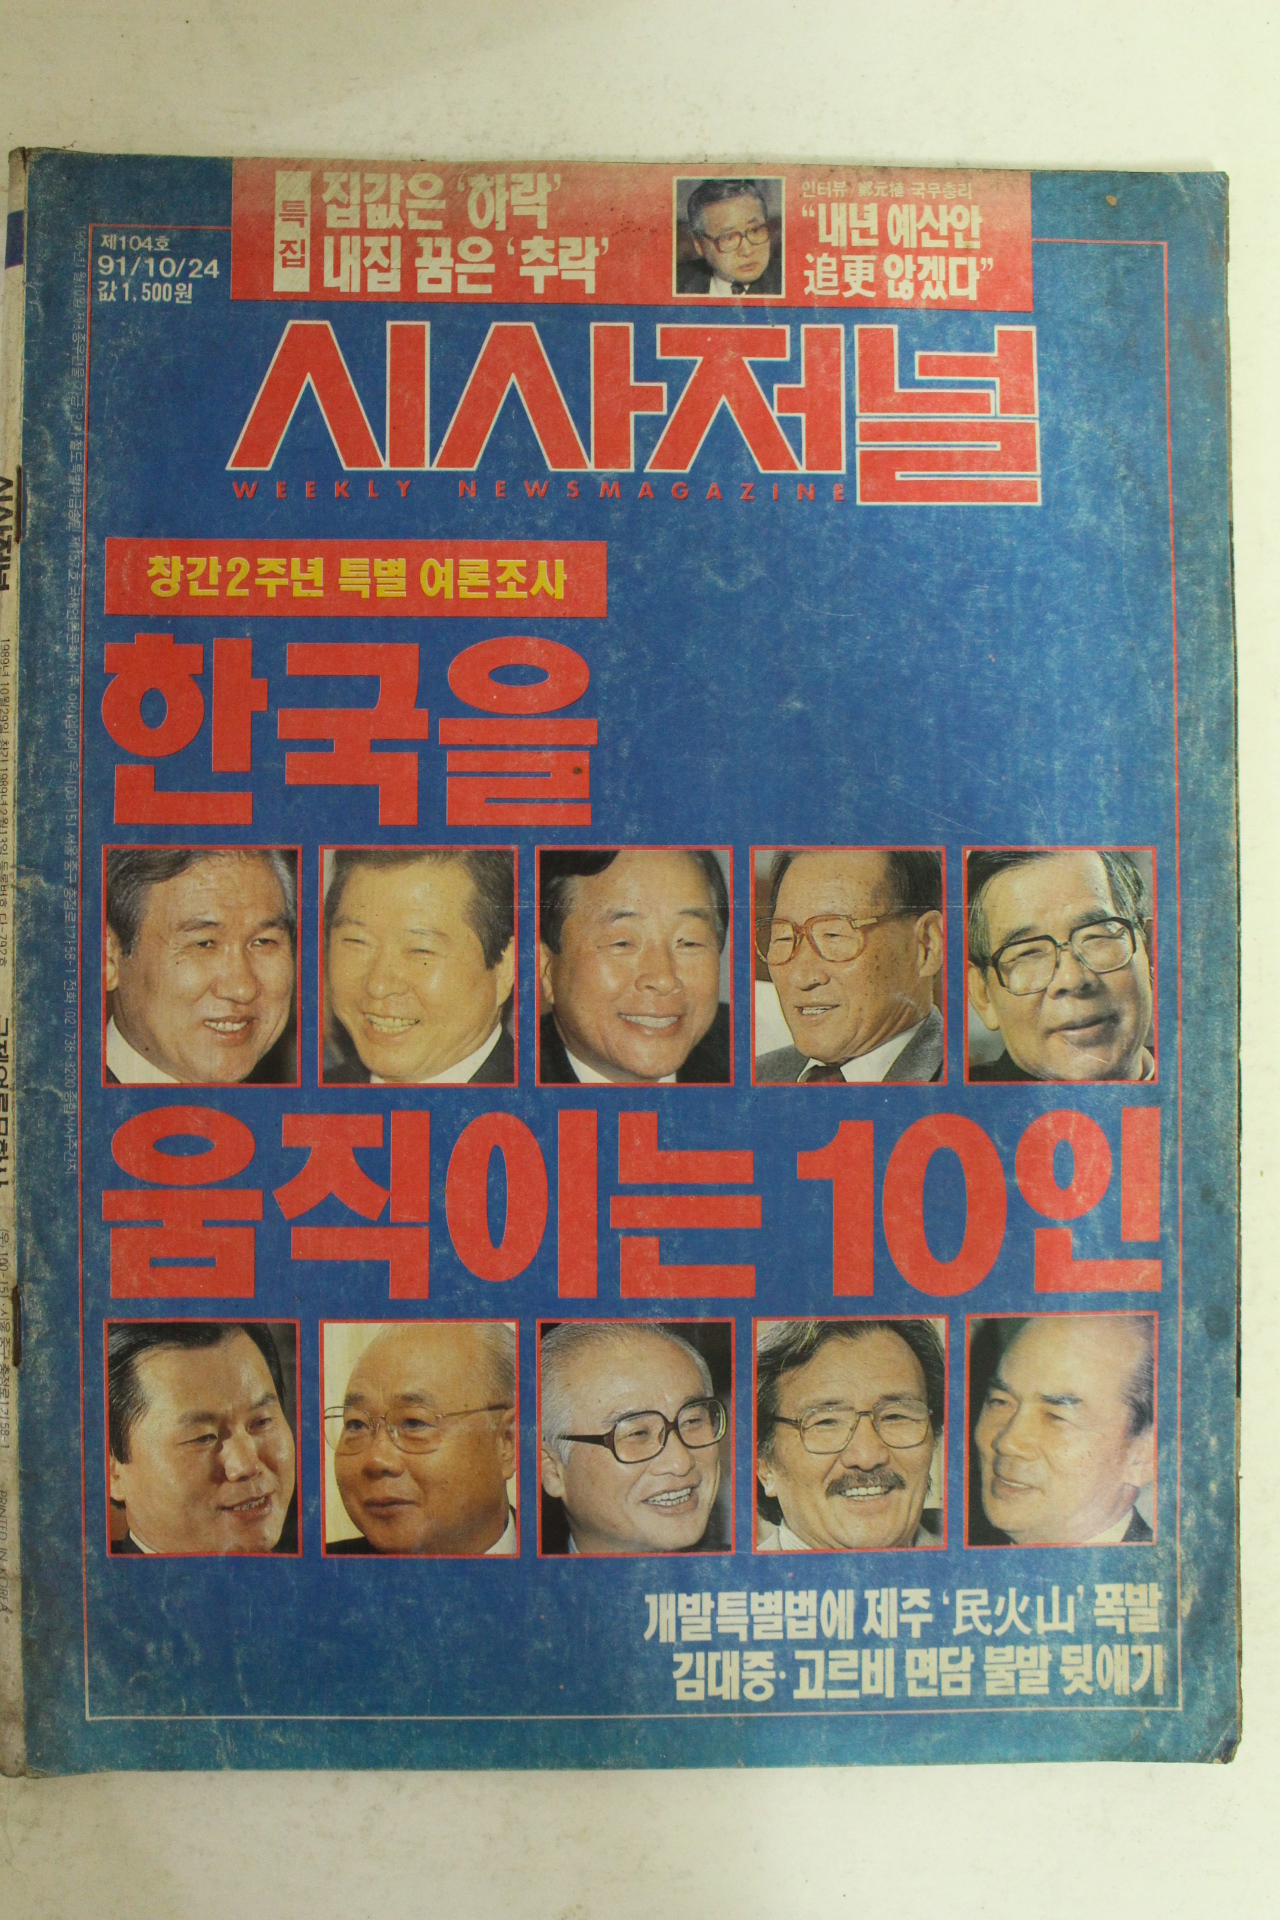 특집
집값은 '하락'
내집 꿈은 '추락'
인터뷰 / 鄭元植 국무총리
"내년 예산안
追更 않겠다"
제104호
91/10/24
값 1,500원
시사저널
WEEKLY NEWSMAGAZINE
창간2주년 특별 여론조사
한국을
움직이는 10인
개발특별법에 제주 '民火山' 폭발
김대중·고르비 면담 불발 뒷얘기